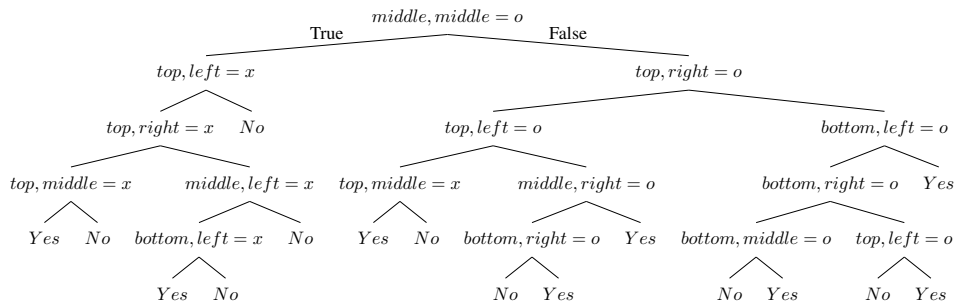 middle, middle = o
True False
top, left = x top, right = o
top, right = x No top, left = o bottom, left = o
top, middle = x middle, left = x top, middle = x middle, right = o bottom, right = o Yes
Yes No bottom, left = x No Yes No bottom, right = o Yes bottom, middle = o top, left = o
Yes No No Yes No Yes No Yes